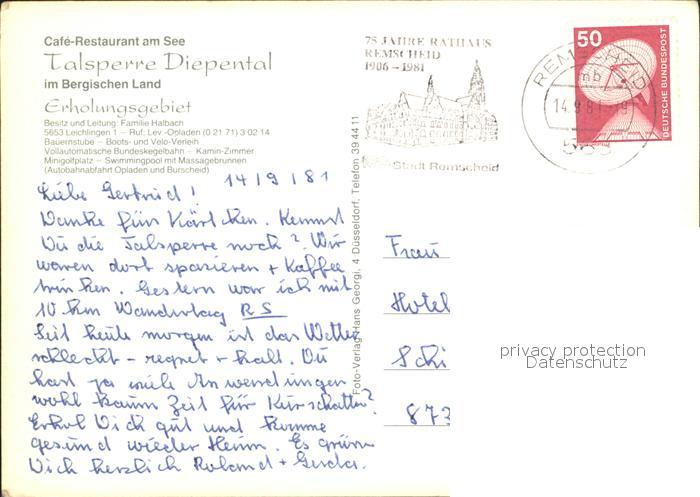 Café-Restaurant am See
Talsperre Diepental
im Bergischen Land
Erholungsgebiet
Besitz und Leitung: Familie Halbach
5653 Leichlingen 1 – Ruf: Lev.-Opladen (0 21 71) 3 02 14
Bauernstube – Boots- und Velo-Verleih
Vollautomatische Bundeskegelbahn – Kamin-Zimmer
Minigolfplatz – Swimmingpool mit Massagebrunnen
(Autobahnabfahrt Opladen und Burscheid)
14/9/81
Liebe Gertrud!
Danke für Kärtchen. Kennst
Du die Talsperre noch? Wir
waren dort spazieren + Kaffee
trinken. Gestern war ich mit
10 km Wandertag RS
Seit heute morgen ist das Wetter
schlecht – regnet + kalt. Du
hast ja viele Anwendungen
wohl kaum Zeit für Kurschatten?
Erhol Dich gut und komme
gesund wieder Heim. Es grüßen
Dich herzlich Roland + Gerda.
Foto-Verlag Hans Georgi, 4 Düsseldorf, Telefon 39 44 11
75 JAHRE RATHAUS
REMSCHEID
1906 – 1981
Stadt Remscheid
REMSCHEID
mb
14.9.81
50
DEUTSCHE BUNDESPOST
Frau
Hotel
Schi
873
privacy protection
Datenschutz